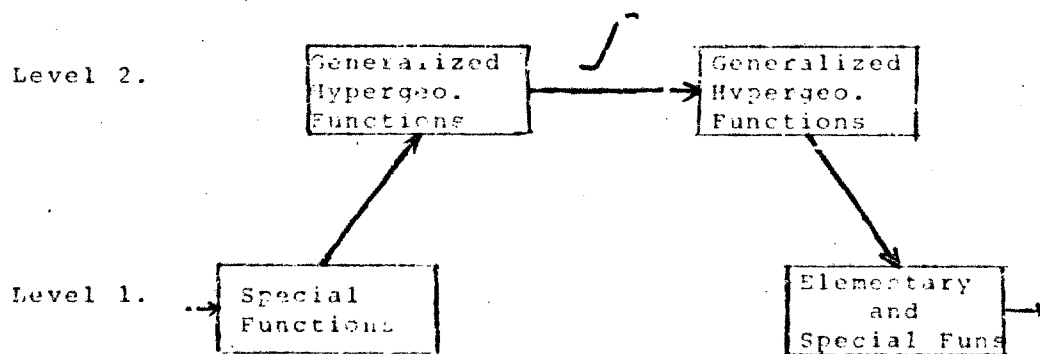 Level 2.
Generalized
Hypergeo.
Functions
∫
Generalized
Hypergeo.
Functions
Level 1.
Special
Functions
Elementary
and
Special Funs